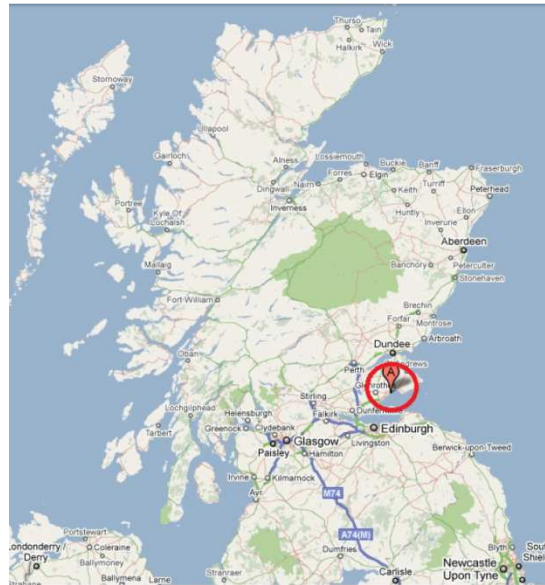 Thurso
Tain
Wick
Halkirk
Stornoway
Ullapool
Gairloch
Alness
Lossiemouth
Buckie
Banff
Fraserburgh
Forres
Elgin
Dingwall
Nairn
Keith
Turriff
Peterhead
Portree
Kyle Of
Lochalsh
Inverness
Huntly
Ellon
Inverurie
Aberdeen
Mallaig
Banchory
Peterculter
Stonehaven
Fort William
Brechin
Forfar
Montrose
Dundee
Arbroath
Oban
Perth
A
Stirling
Lochgilphead
Helensburgh
Falkirk
Greenock
Clydebank
Edinburgh
Tarbert
Glasgow
Livingston
Paisley
Hamilton
Berwick-upon-Tweed
Irvine
Kilmarnock
Ayr
M74
Portstewart
A74(M)
Londonderry /
Derry
Coleraine
Ballymoney
Dumfries
Blyth
Stranraer
Newcastle
Upon Tyne
Ballymena
Larne
Carlisle